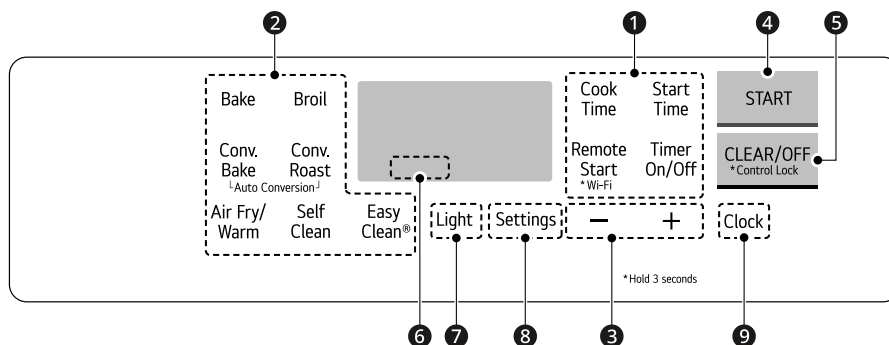 2
1
4
5
Bake
Broil
Conv.
Bake
Conv.
Roast
└Auto Conversion┘
Air Fry/
Warm
Self
Clean
Easy
Clean®
Cook
Time
Start
Time
Remote
Start
*Wi-Fi
Timer
On/Off
START
CLEAR/OFF
*Control Lock
Light
Settings
− +
Clock
*Hold 3 seconds
6
7
8
3
9